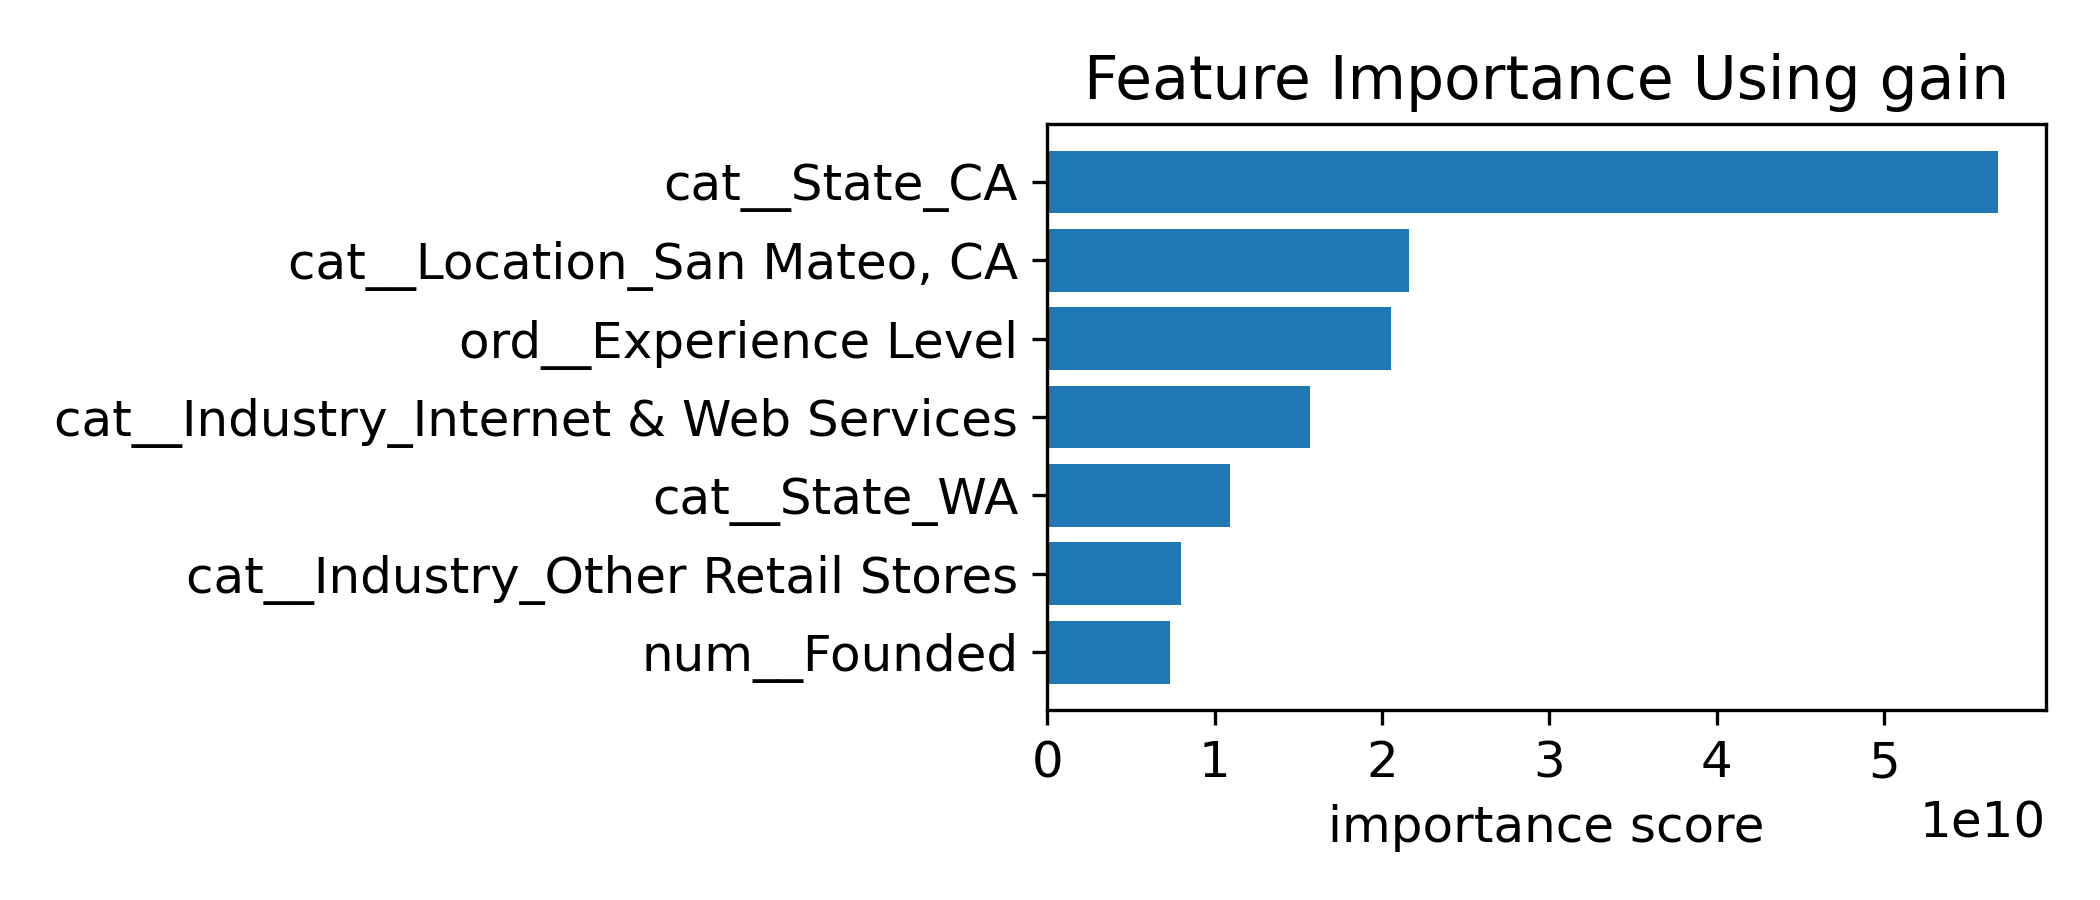 Feature Importance Using gain
cat__State_CA
cat__Location_San Mateo, CA
ord__Experience Level
cat__Industry_Internet & Web Services
cat__State_WA
cat__Industry_Other Retail Stores
num__Founded
0 1 2 3 4 5
importance score
1e10